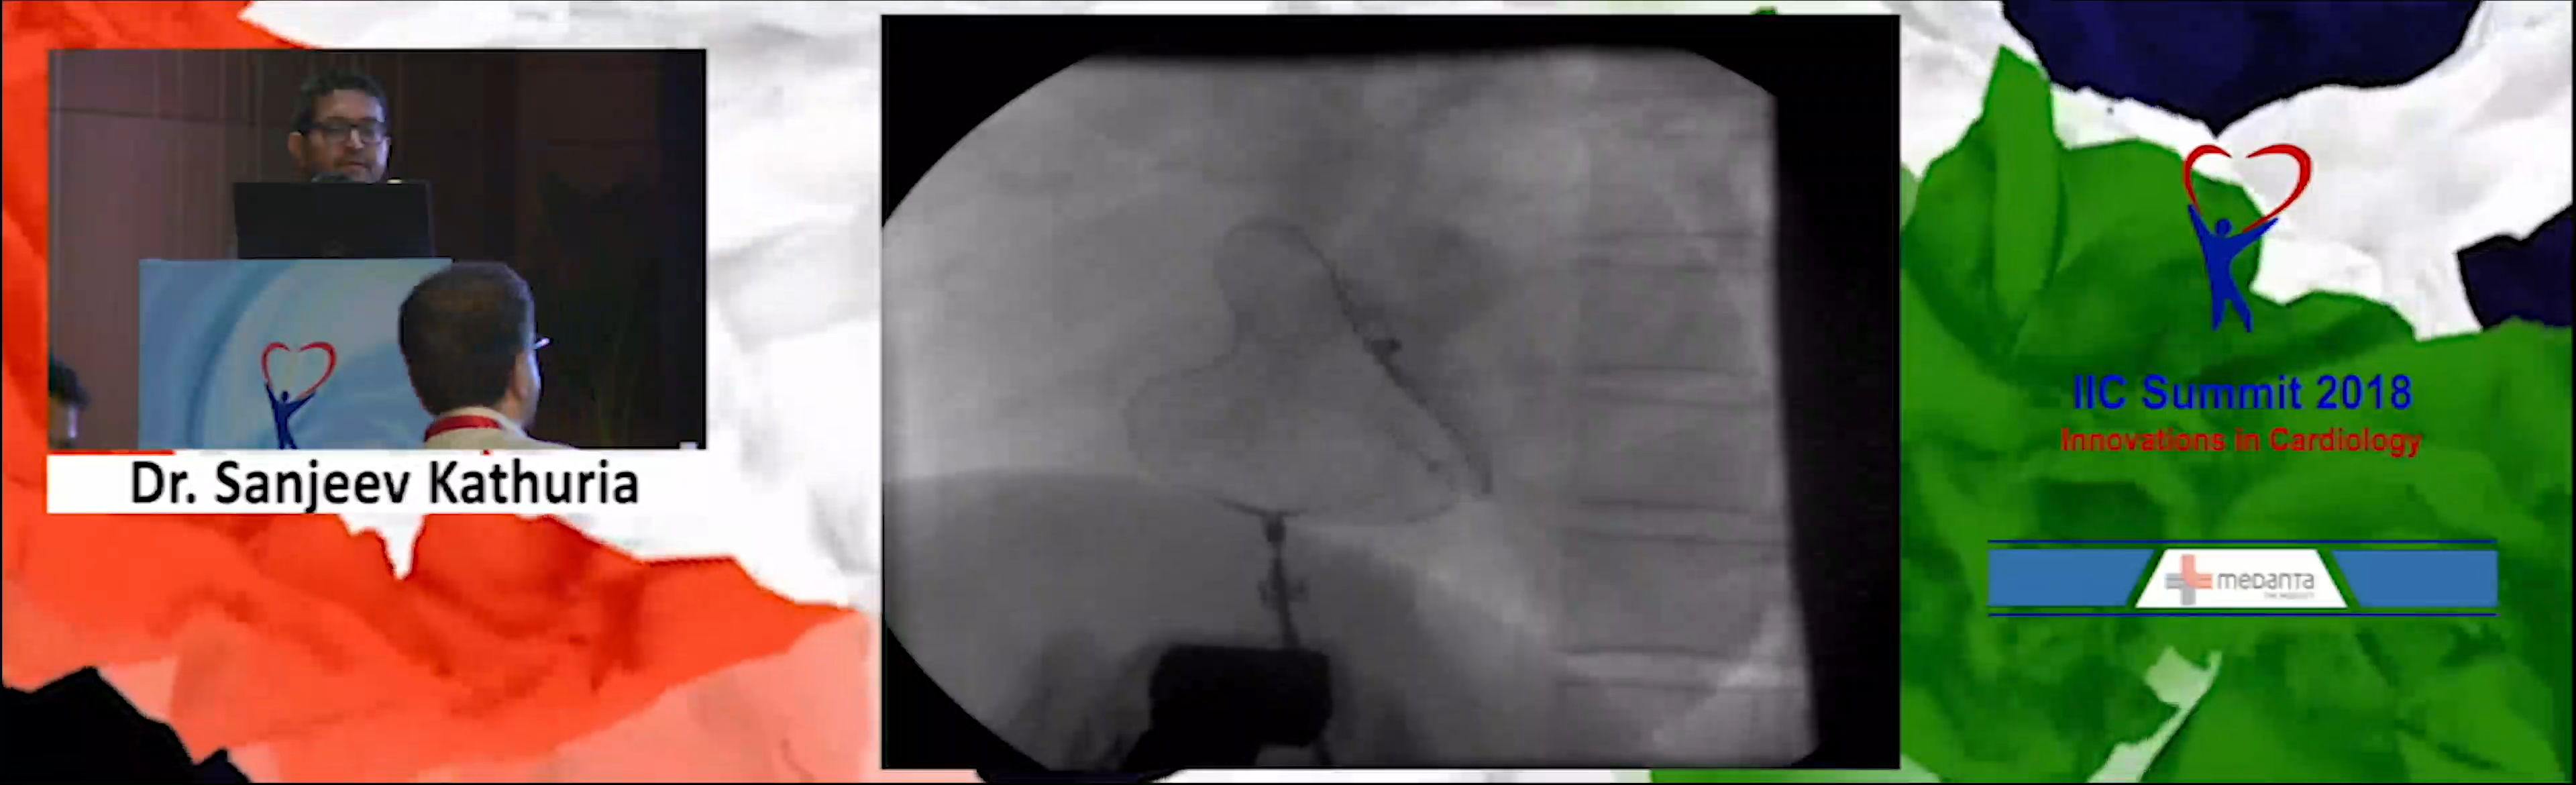 Dr. Sanjeev Kathuria
IIC Summit 2018
Innovations in Cardiology
medanta